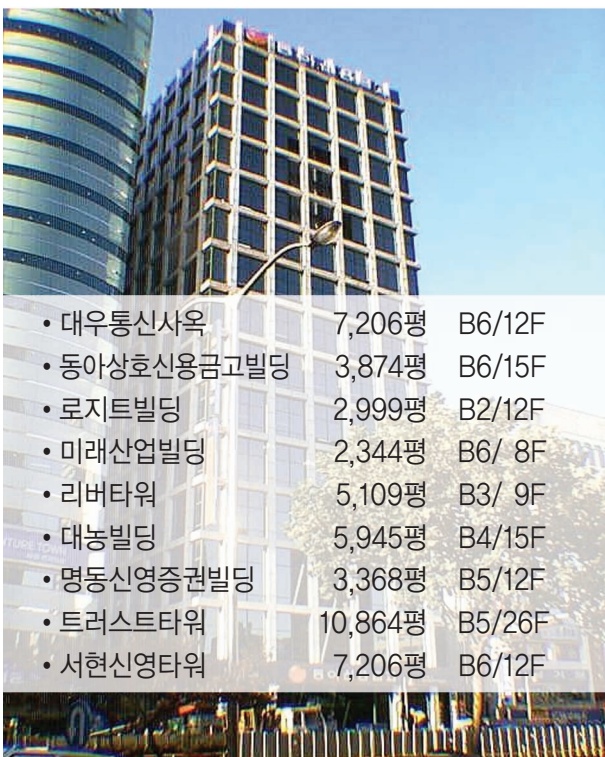 • 대우통신사옥 7,206평 B6/12F
• 동아상호신용금고빌딩 3,874평 B6/15F
• 로지트빌딩 2,999평 B2/12F
• 미래산업빌딩 2,344평 B6/ 8F
• 리버타워 5,109평 B3/ 9F
• 대농빌딩 5,945평 B4/15F
• 명동신영증권빌딩 3,368평 B5/12F
• 트러스트타워 10,864평 B5/26F
• 서현신영타워 7,206평 B6/12F